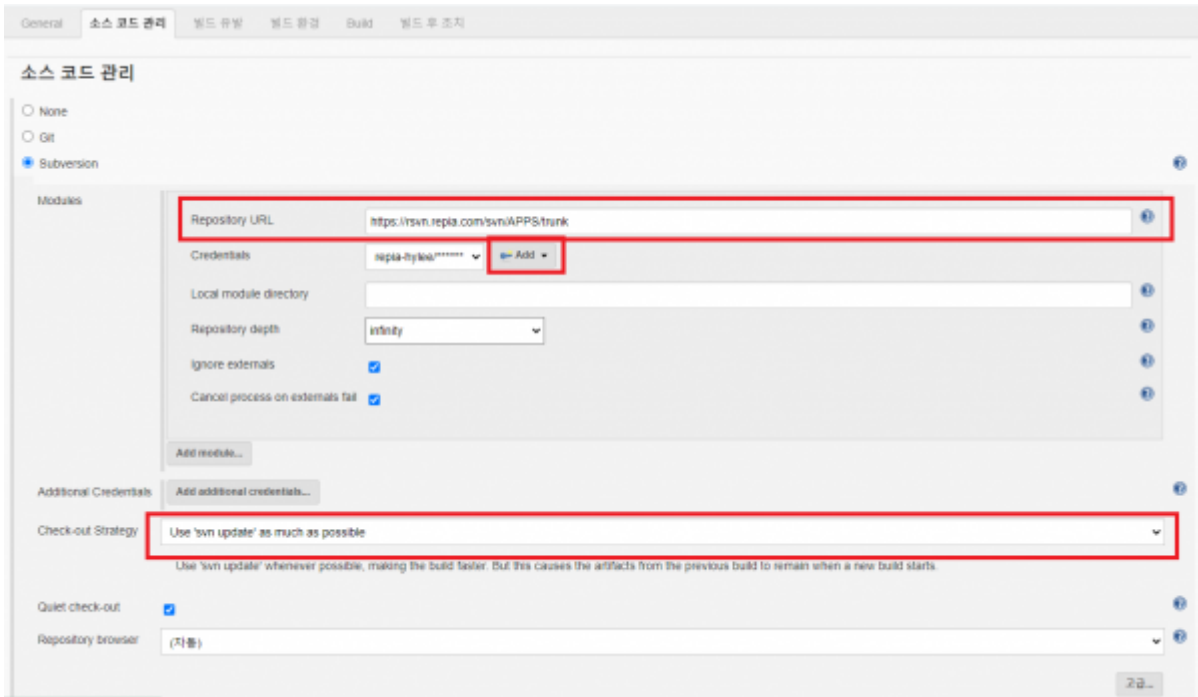 General 소스 코드 관리 빌드 유발 빌드 환경 Build 빌드 후 조치
소스 코드 관리
None
Git
Subversion
Modules
Repository URL https://rsvn.repia.com/svn/APPS/trunk
Credentials repia-hylee/****** Add
Local module directory
Repository depth infinity
Ignore externals
Cancel process on externals fail
Add module...
Additional Credentials Add additional credentials...
Check-out Strategy Use 'svn update' as much as possible
Use 'svn update' whenever possible, making the build faster. But this causes the artifacts from the previous build to remain when a new build starts.
Quiet check-out
Repository browser (자동)
고급...